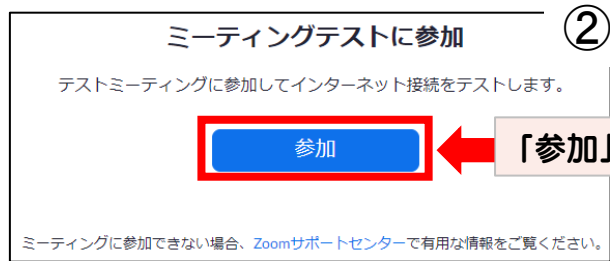 ②
ミーティングテストに参加
テストミーティングに参加してインターネット接続をテストします。
参加
「参加」
ミーティングに参加できない場合、Zoomサポートセンターで有用な情報をご覧ください。